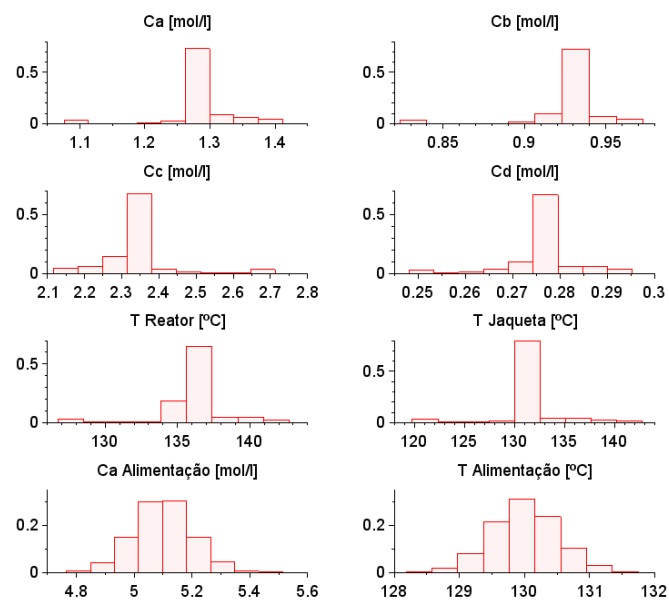 Ca [mol/l]
Cb [mol/l]
0.5
0
1.1 1.2 1.3 1.4
0.5
0
0.85 0.9 0.95
Cc [mol/l]
Cd [mol/l]
0.5
0
2.1 2.2 2.3 2.4 2.5 2.6 2.7 2.8
0.5
0
0.25 0.26 0.27 0.28 0.29 0.3
T Reator [ºC]
T Jaqueta [ºC]
0.5
0
130 135 140
0.5
0
120 125 130 135 140
Ca Alimentação [mol/l]
T Alimentação [ºC]
0.2
0
4.8 5 5.2 5.4 5.6
0.2
0
128 129 130 131 132